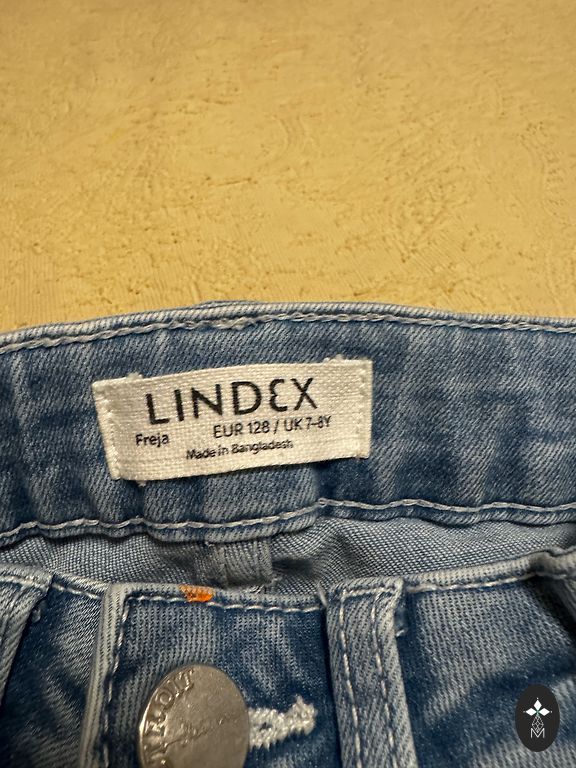 LINDEX
Freja
EUR 128 / UK 7-8Y
Made in Bangladesh
M